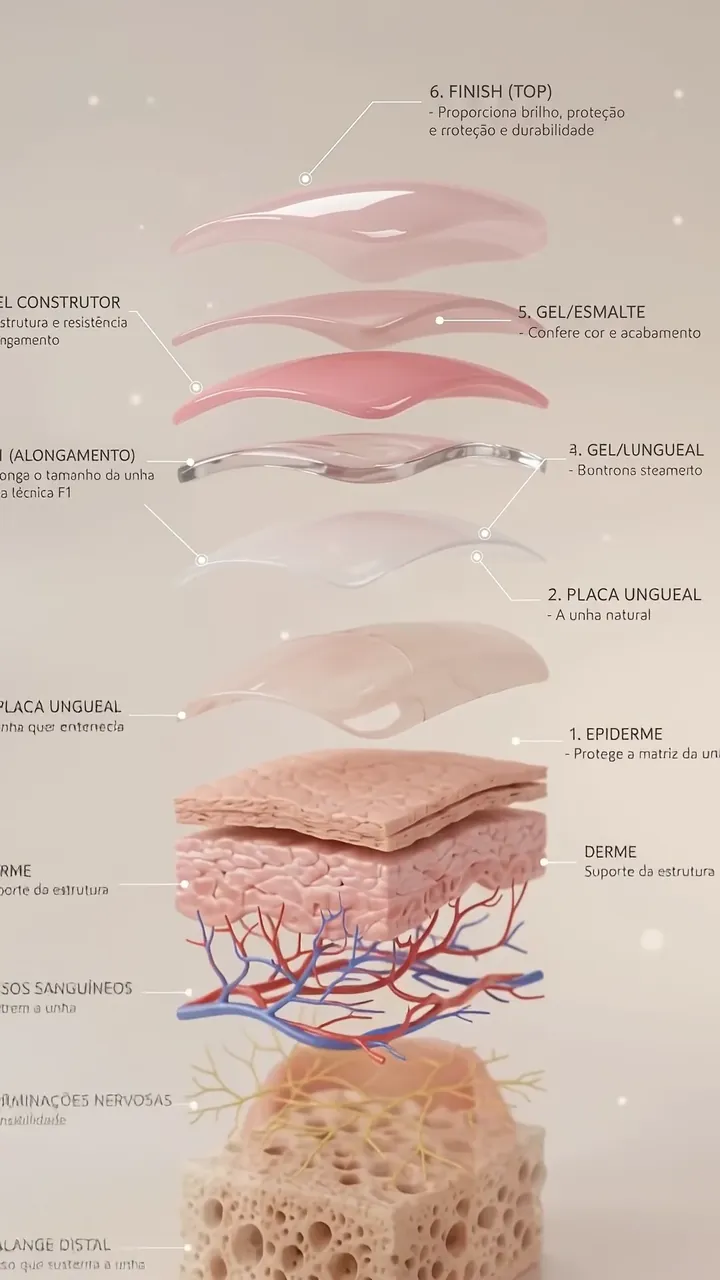 6. FINISH (TOP)
- Proporciona brilho, proteção
e rroteção e durabilidade
EL CONSTRUTOR
strutura e resistência
ngamento
5. GEL/ESMALTE
- Confere cor e acabamento
(ALONGAMENTO)
onga o tamanho da unha
a técnica F1
GEL/LUNGUEAL
- Bontrona steamerto
2. PLACA UNGUEAL
- A unha natural
PLACA UNGUEAL
nha quer entenecia
1. EPIDERME
- Protege a matriz da un
DERME
Suporte da estrutura
RME
porte da estrutura
SOS SANGUÍNEOS
trem a unha
RMINAÇÕES NERVOSAS
nsibilidade
ALANGE DISTAL
so que sustenta a unha